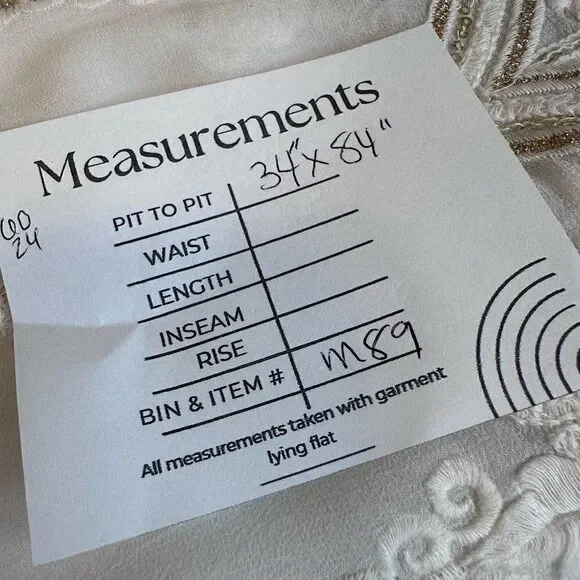 Measurements
34" x 84"
PIT TO PIT
60
24
WAIST
LENGTH
INSEAM
RISE
BIN & ITEM # M89
All measurements taken with garment
lying flat